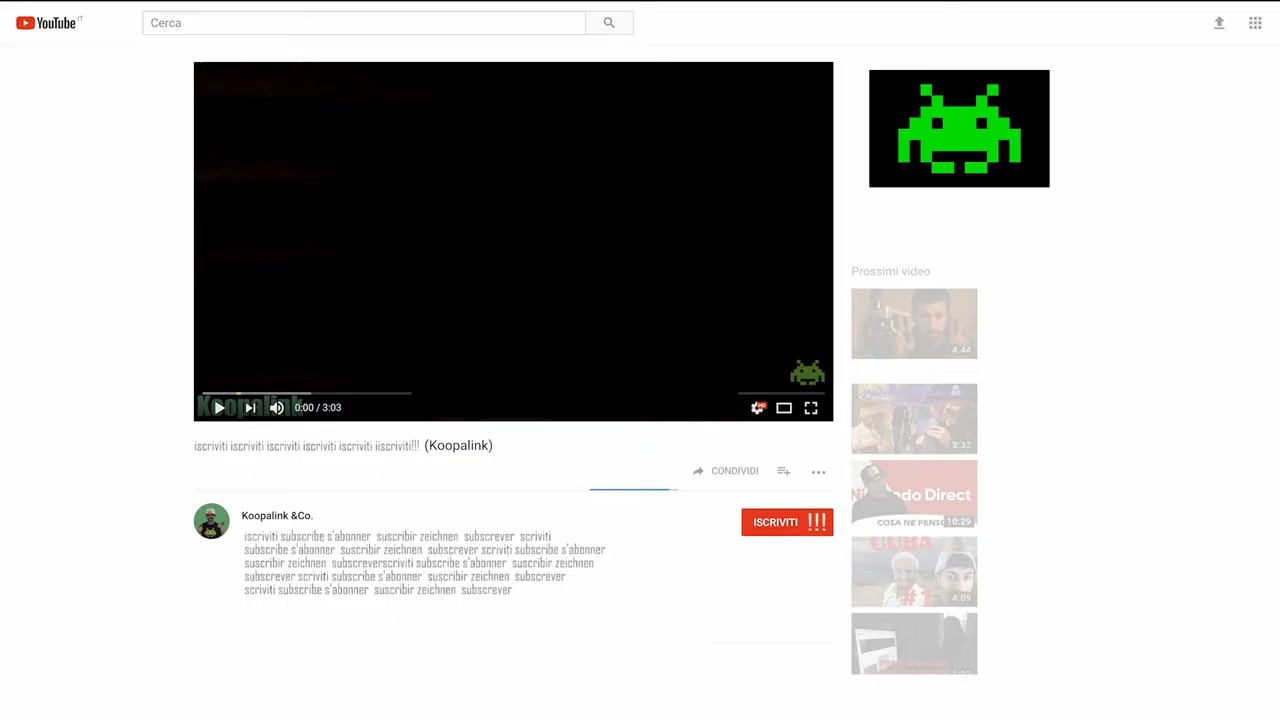 YouTube IT
Cerca
Koopalink
0:00 / 3:03
HD
iscriviti iscriviti iscriviti iscriviti iscriviti iiscriviti!!! (Koopalink)
CONDIVIDI
Koopalink &Co.
ISCRIVITI !!!
iscriviti subscribe s'abonner suscribir zeichnen subscrever scriviti
subscribe s'abonner suscribir zeichnen subscrever scriviti subscribe s'abonner
suscribir zeichnen subscreverscriviti subscribe s'abonner suscribir zeichnen
subscrever scriviti subscribe s'abonner suscribir zeichnen subscrever
scriviti subscribe s'abonner suscribir zeichnen subscrever
Prossimi video
4:44
2:32
do Direct
COSA NE PENSO
10:29
CUBA
#1
4:09